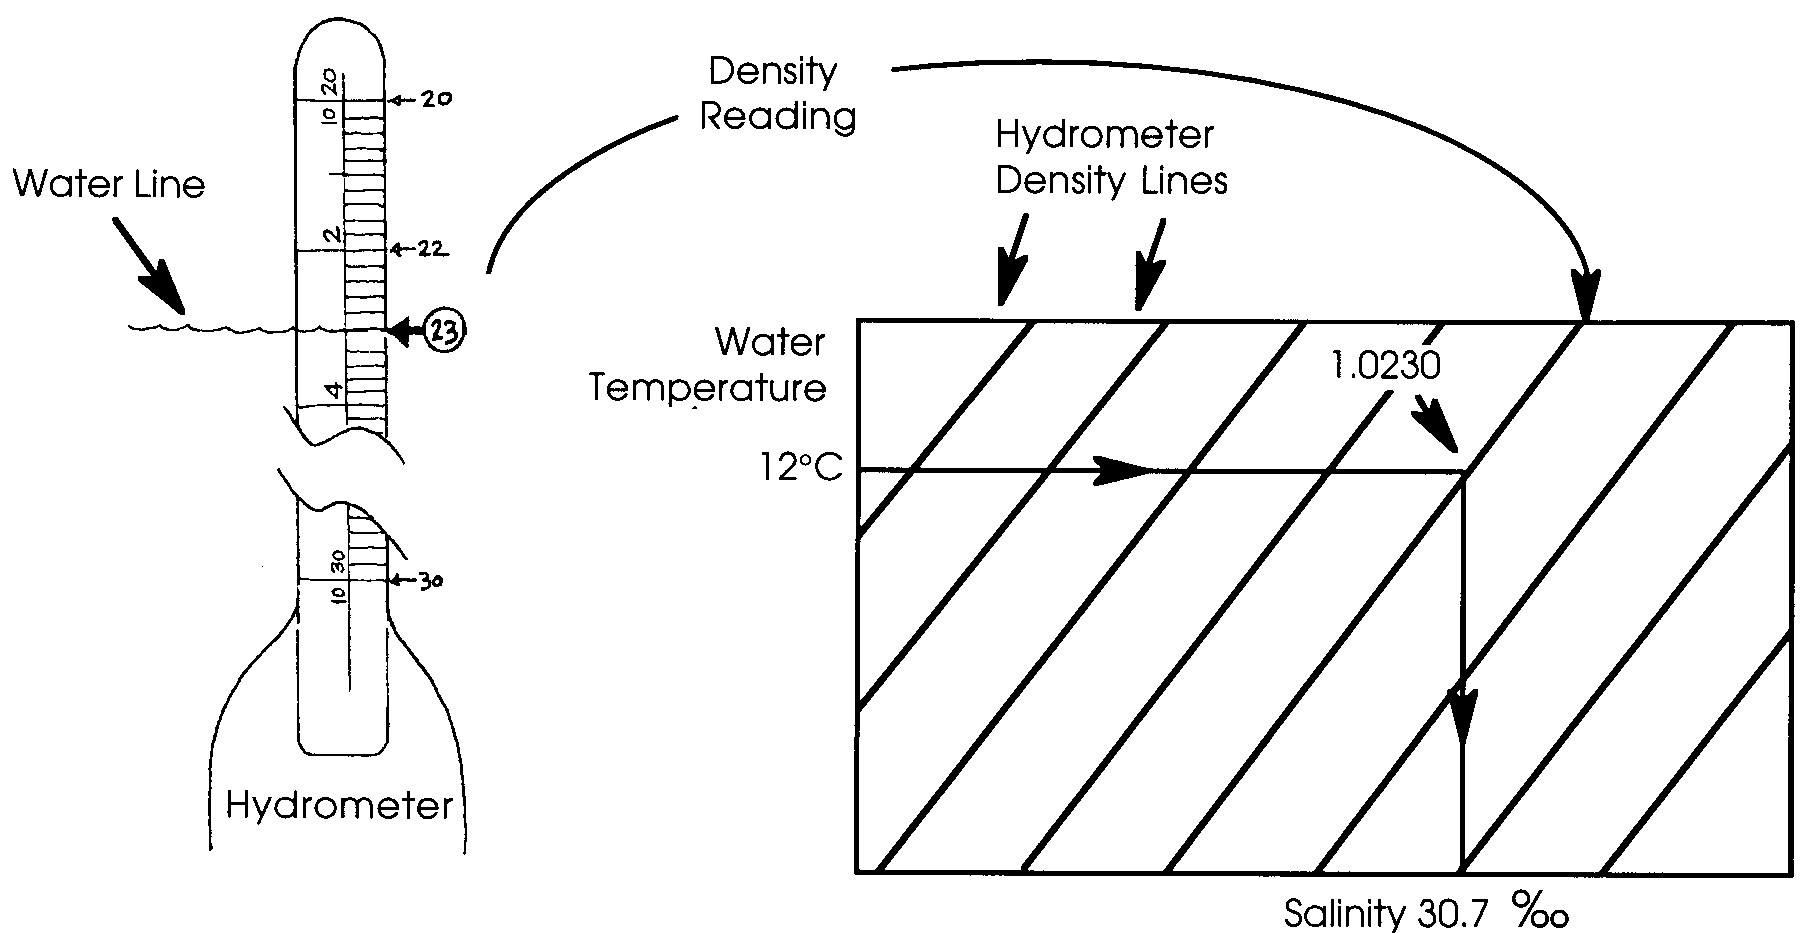 20
10
20
Density
Reading
Hydrometer
Density Lines
Water Line
2
22
23
Water
Temperature
1.0230
4
12°C
30
10
30
Hydrometer
Salinity 30.7 ‰